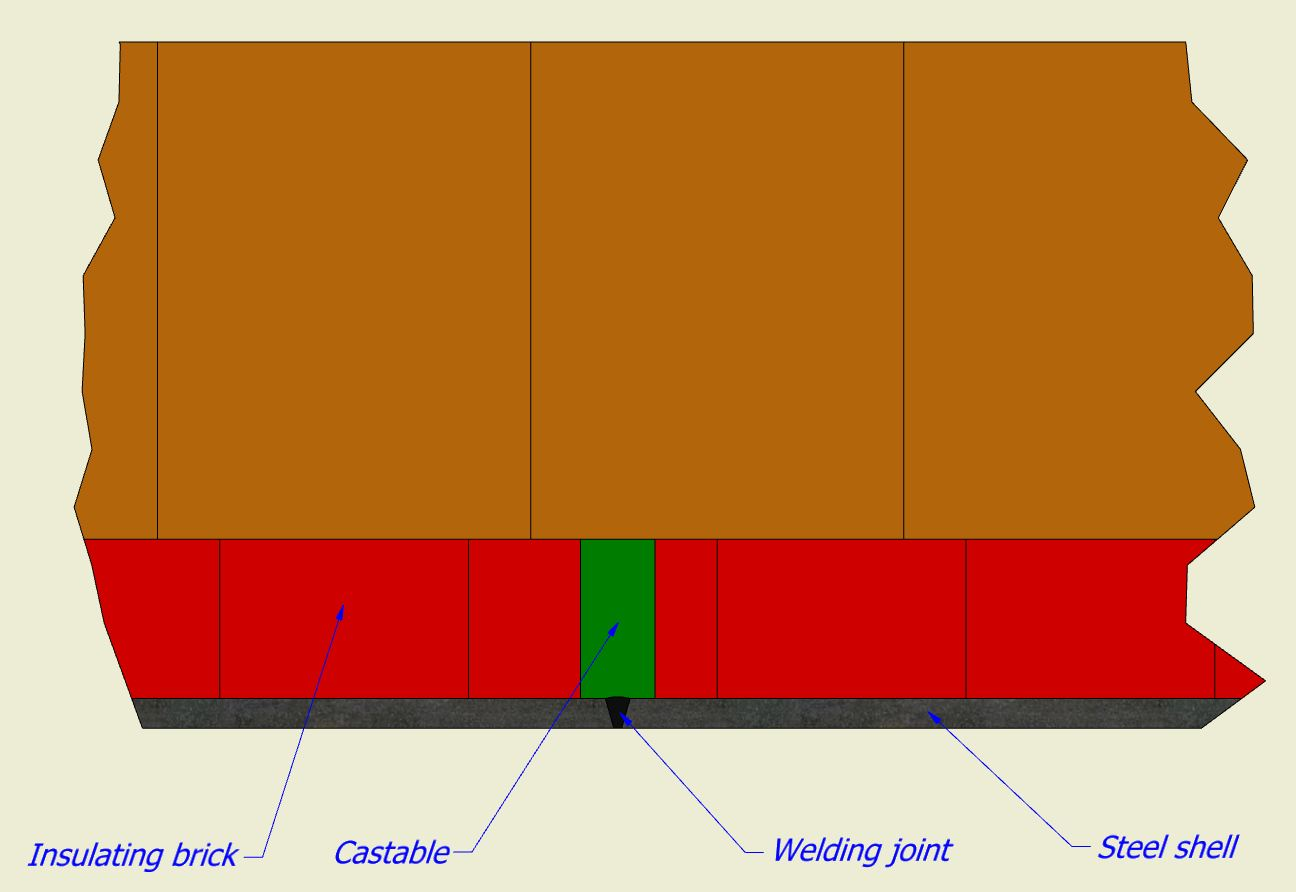 Insulating brick
Castable
Welding joint
Steel shell